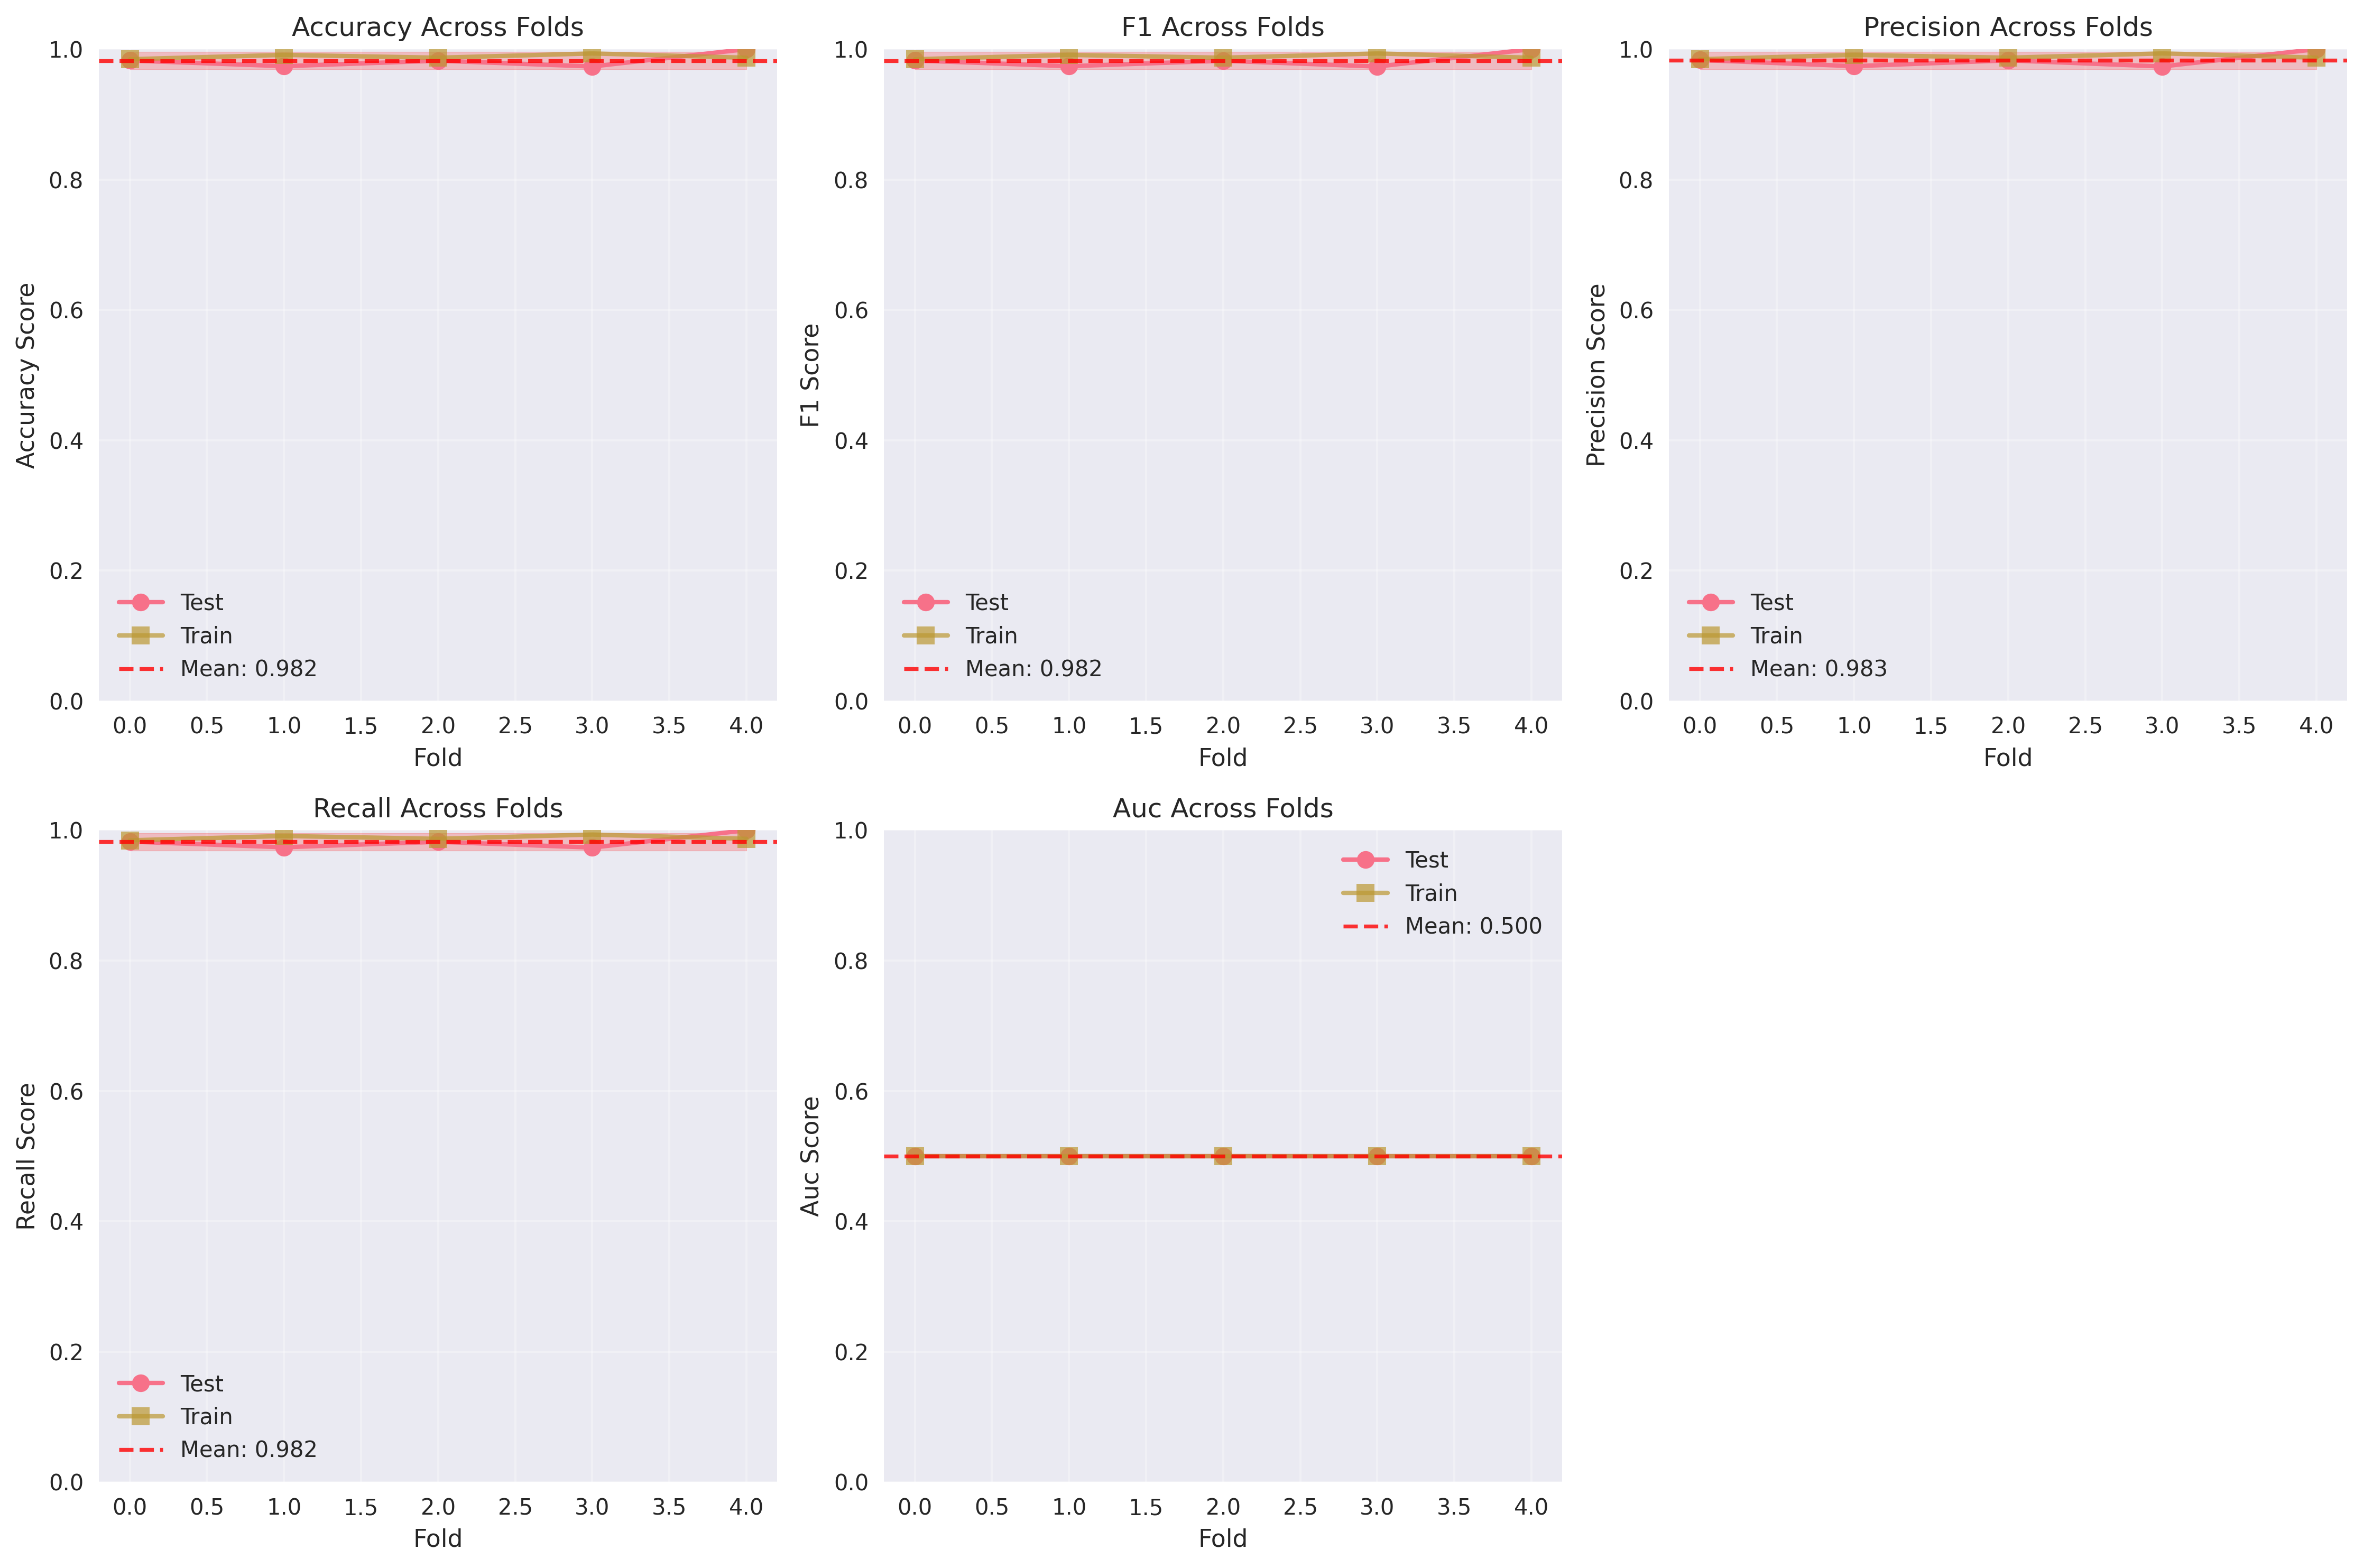 Accuracy Across Folds
Accuracy Score
1.0
0.8
0.6
0.4
0.2
0.0
Test
Train
Mean: 0.982
0.0 0.5 1.0 1.5 2.0 2.5 3.0 3.5 4.0
Fold
F1 Across Folds
F1 Score
1.0
0.8
0.6
0.4
0.2
0.0
Test
Train
Mean: 0.982
0.0 0.5 1.0 1.5 2.0 2.5 3.0 3.5 4.0
Fold
Precision Across Folds
Precision Score
1.0
0.8
0.6
0.4
0.2
0.0
Test
Train
Mean: 0.983
0.0 0.5 1.0 1.5 2.0 2.5 3.0 3.5 4.0
Fold
Recall Across Folds
Recall Score
1.0
0.8
0.6
0.4
0.2
0.0
Test
Train
Mean: 0.982
0.0 0.5 1.0 1.5 2.0 2.5 3.0 3.5 4.0
Fold
Auc Across Folds
Auc Score
1.0
0.8
0.6
0.4
0.2
0.0
Test
Train
Mean: 0.500
0.0 0.5 1.0 1.5 2.0 2.5 3.0 3.5 4.0
Fold